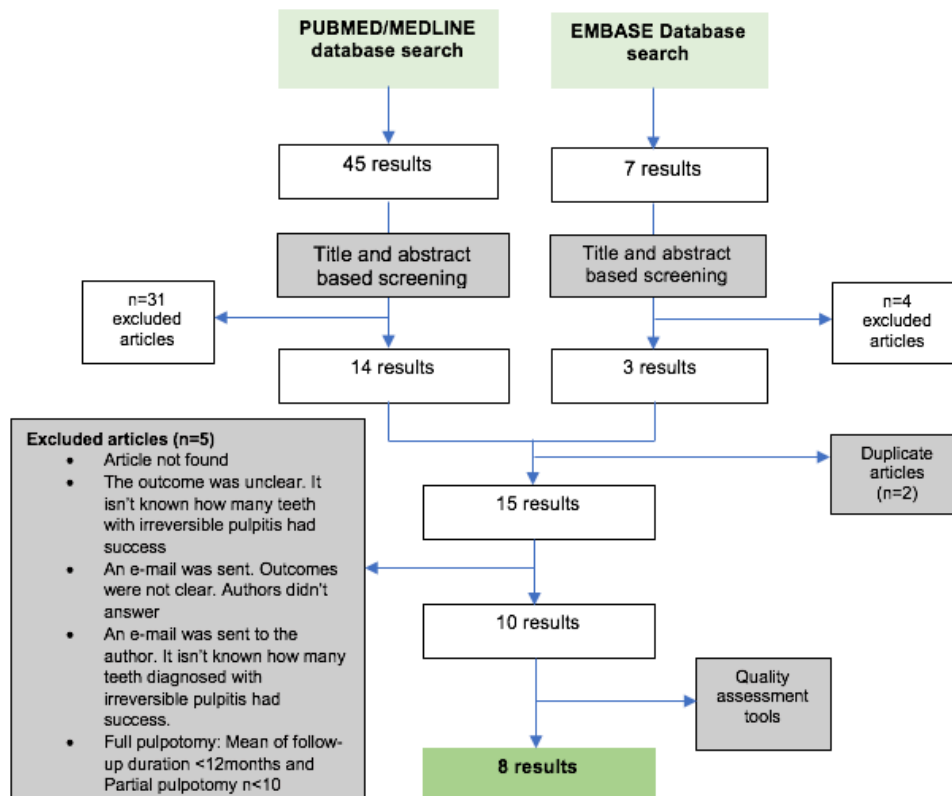 PUBMED/MEDLINE
database search
EMBASE Database
search
45 results
7 results
Title and abstract
based screening
Title and abstract
based screening
n=31
excluded
articles
n=4
excluded
articles
14 results
3 results
Excluded articles (n=5)
• Article not found
• The outcome was unclear. It
isn't known how many teeth
with irreversible pulpitis had
success
• An e-mail was sent. Outcomes
were not clear. Authors didn't
answer
• An e-mail was sent to the
author. It isn't known how many
teeth diagnosed with
irreversible pulpitis had
success.
• Full pulpotomy: Mean of follow-
up duration <12months and
Partial pulpotomy n<10
Duplicate
articles
(n=2)
15 results
10 results
Quality
assessment
tools
8 results